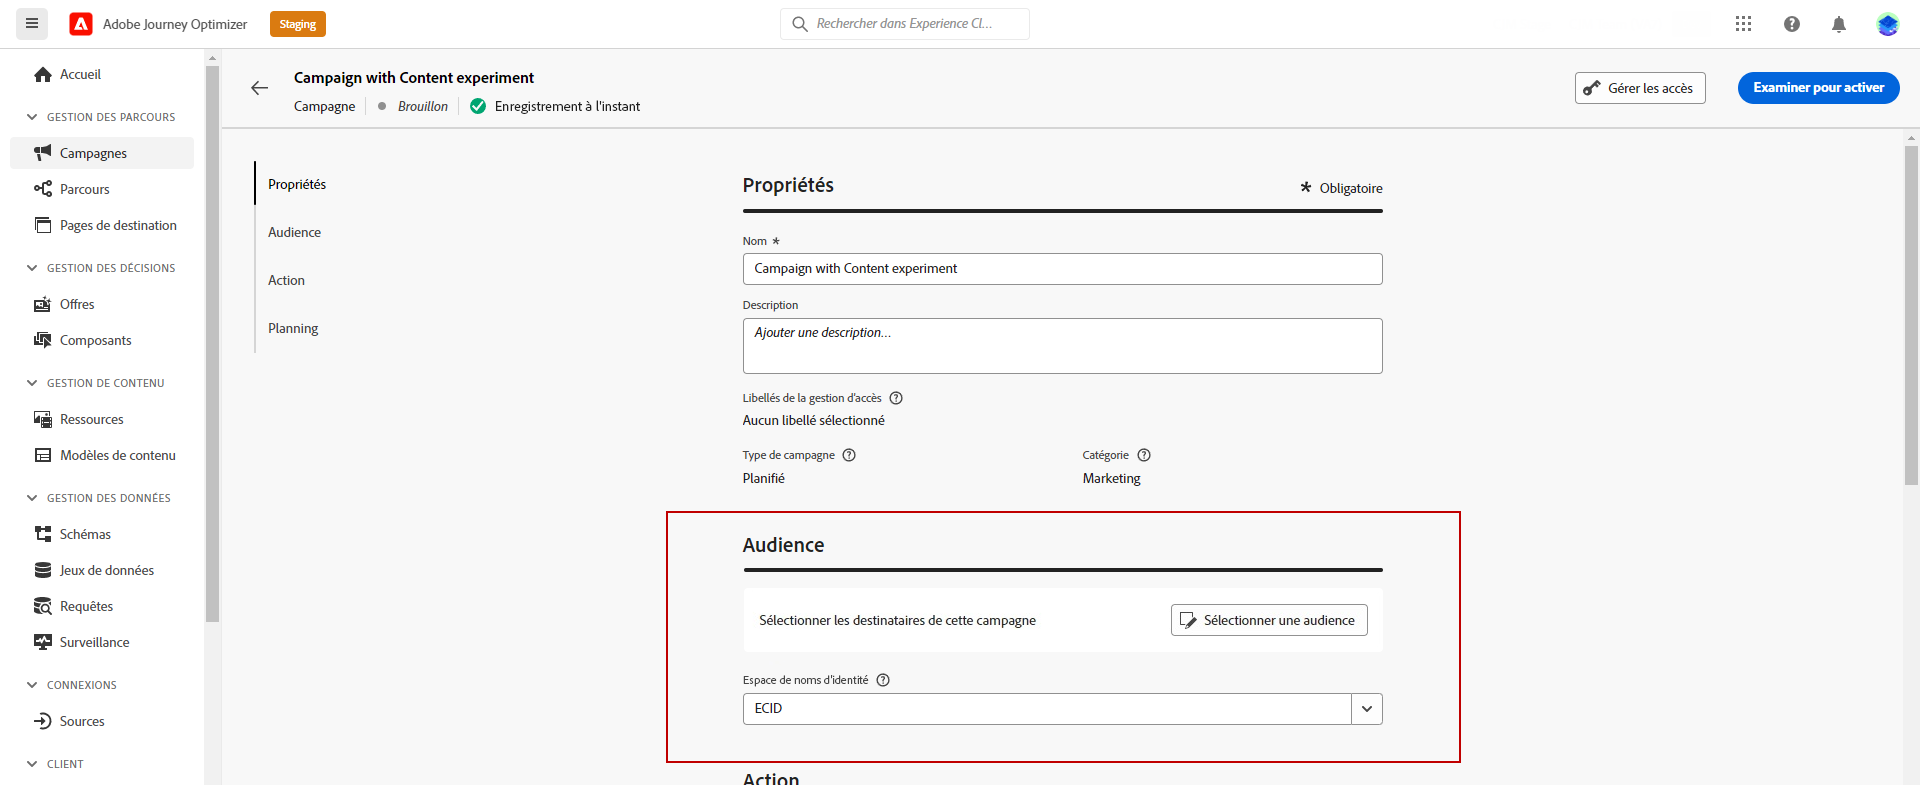 Adobe Journey Optimizer
Staging
Rechercher dans Experience Cl...
Accueil
GESTION DES PARCOURS
Campagnes
Parcours
Pages de destination
GESTION DES DÉCISIONS
Offres
Composants
GESTION DE CONTENU
Ressources
Modèles de contenu
GESTION DES DONNÉES
Schémas
Jeux de données
Requêtes
Surveillance
CONNEXIONS
Sources
CLIENT
Campaign with Content experiment
Campagne
Brouillon
Enregistrement à l'instant
Gérer les accès
Examiner pour activer
Propriétés
Audience
Action
Planning
Propriétés
* Obligatoire
Nom *
Campaign with Content experiment
Description
Ajouter une description...
Libellés de la gestion d'accès
Aucun libellé sélectionné
Type de campagne
Planifié
Catégorie
Marketing
Audience
Sélectionner les destinataires de cette campagne
Sélectionner une audience
Espace de noms d'identité
ECID
Action